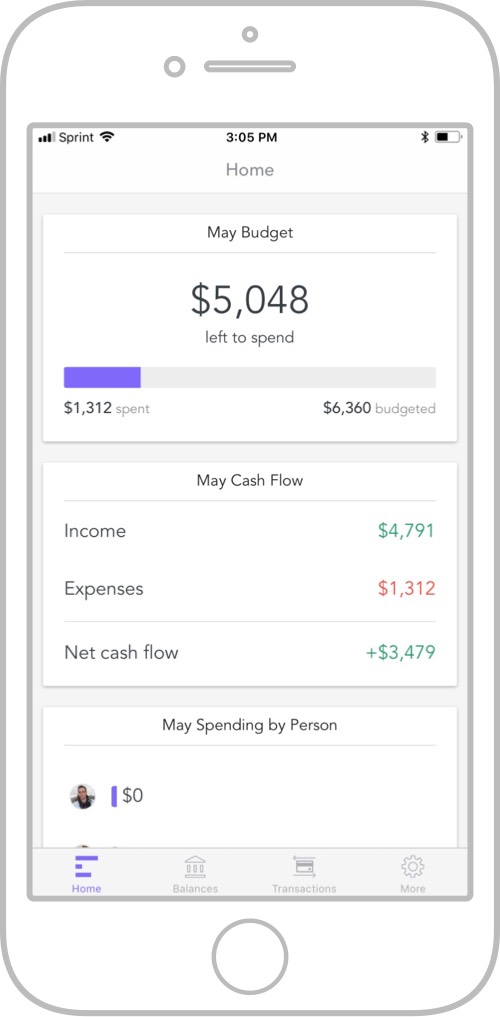 Sprint 3:05 PM
Home
May Budget
$5,048
left to spend
$1,312 spent $6,360 budgeted
May Cash Flow
Income $4,791
Expenses $1,312
Net cash flow +$3,479
May Spending by Person
$0
Home Balances Transactions More